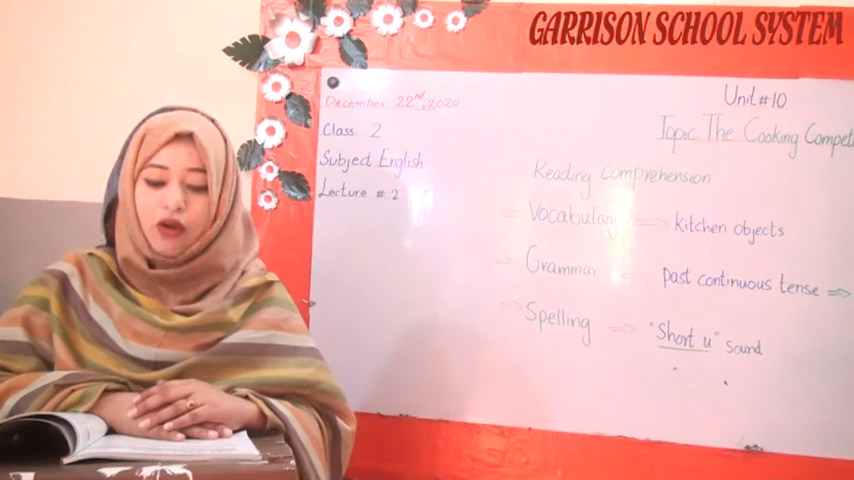 GARRISON SCHOOL SYSTEM
December 22nd, 2020
Unit #10
Class 2
Topic The Cooking Compet
Subject English
Reading comprehension
Lecture # 2
⇒ Vocabulary ⇒ kitchen objects
⇒ Grammar ⇒ past continuous tense ⇒
⇒ Spelling ⇒ "Short u" Sound